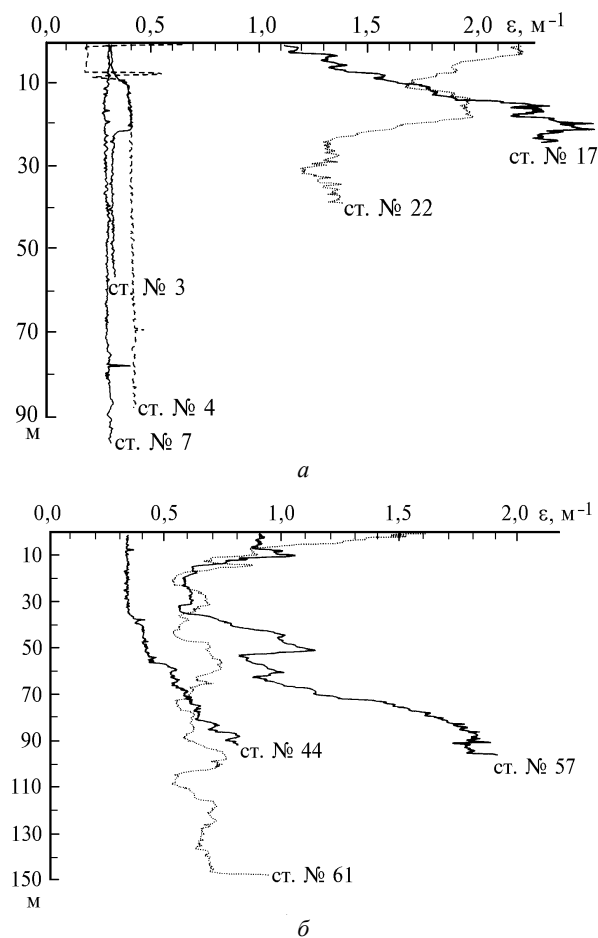 0,0 0,5 1,0 1,5 2,0 ε, м⁻¹
10
ст. № 17
30
ст. № 22
50
ст. № 3
70
ст. № 4
90
м
ст. № 7
а
0,0 0,5 1,0 1,5 2,0 ε, м⁻¹
10
30
50
70
90
ст. № 44
ст. № 57
110
130
150
ст. № 61
м
б